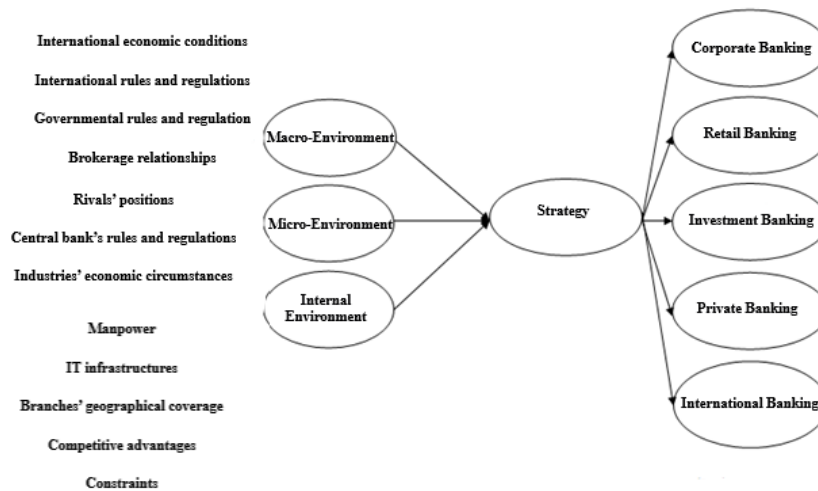 International economic conditions
International rules and regulations
Governmental rules and regulation
Brokerage relationships
Rivals' positions
Central bank's rules and regulations
Industries' economic circumstances
Manpower
IT infrastructures
Branches' geographical coverage
Competitive advantages
Constraints
Macro-Environment
Micro-Environment
Internal
Environment
Strategy
Corporate Banking
Retail Banking
Investment Banking
Private Banking
International Banking